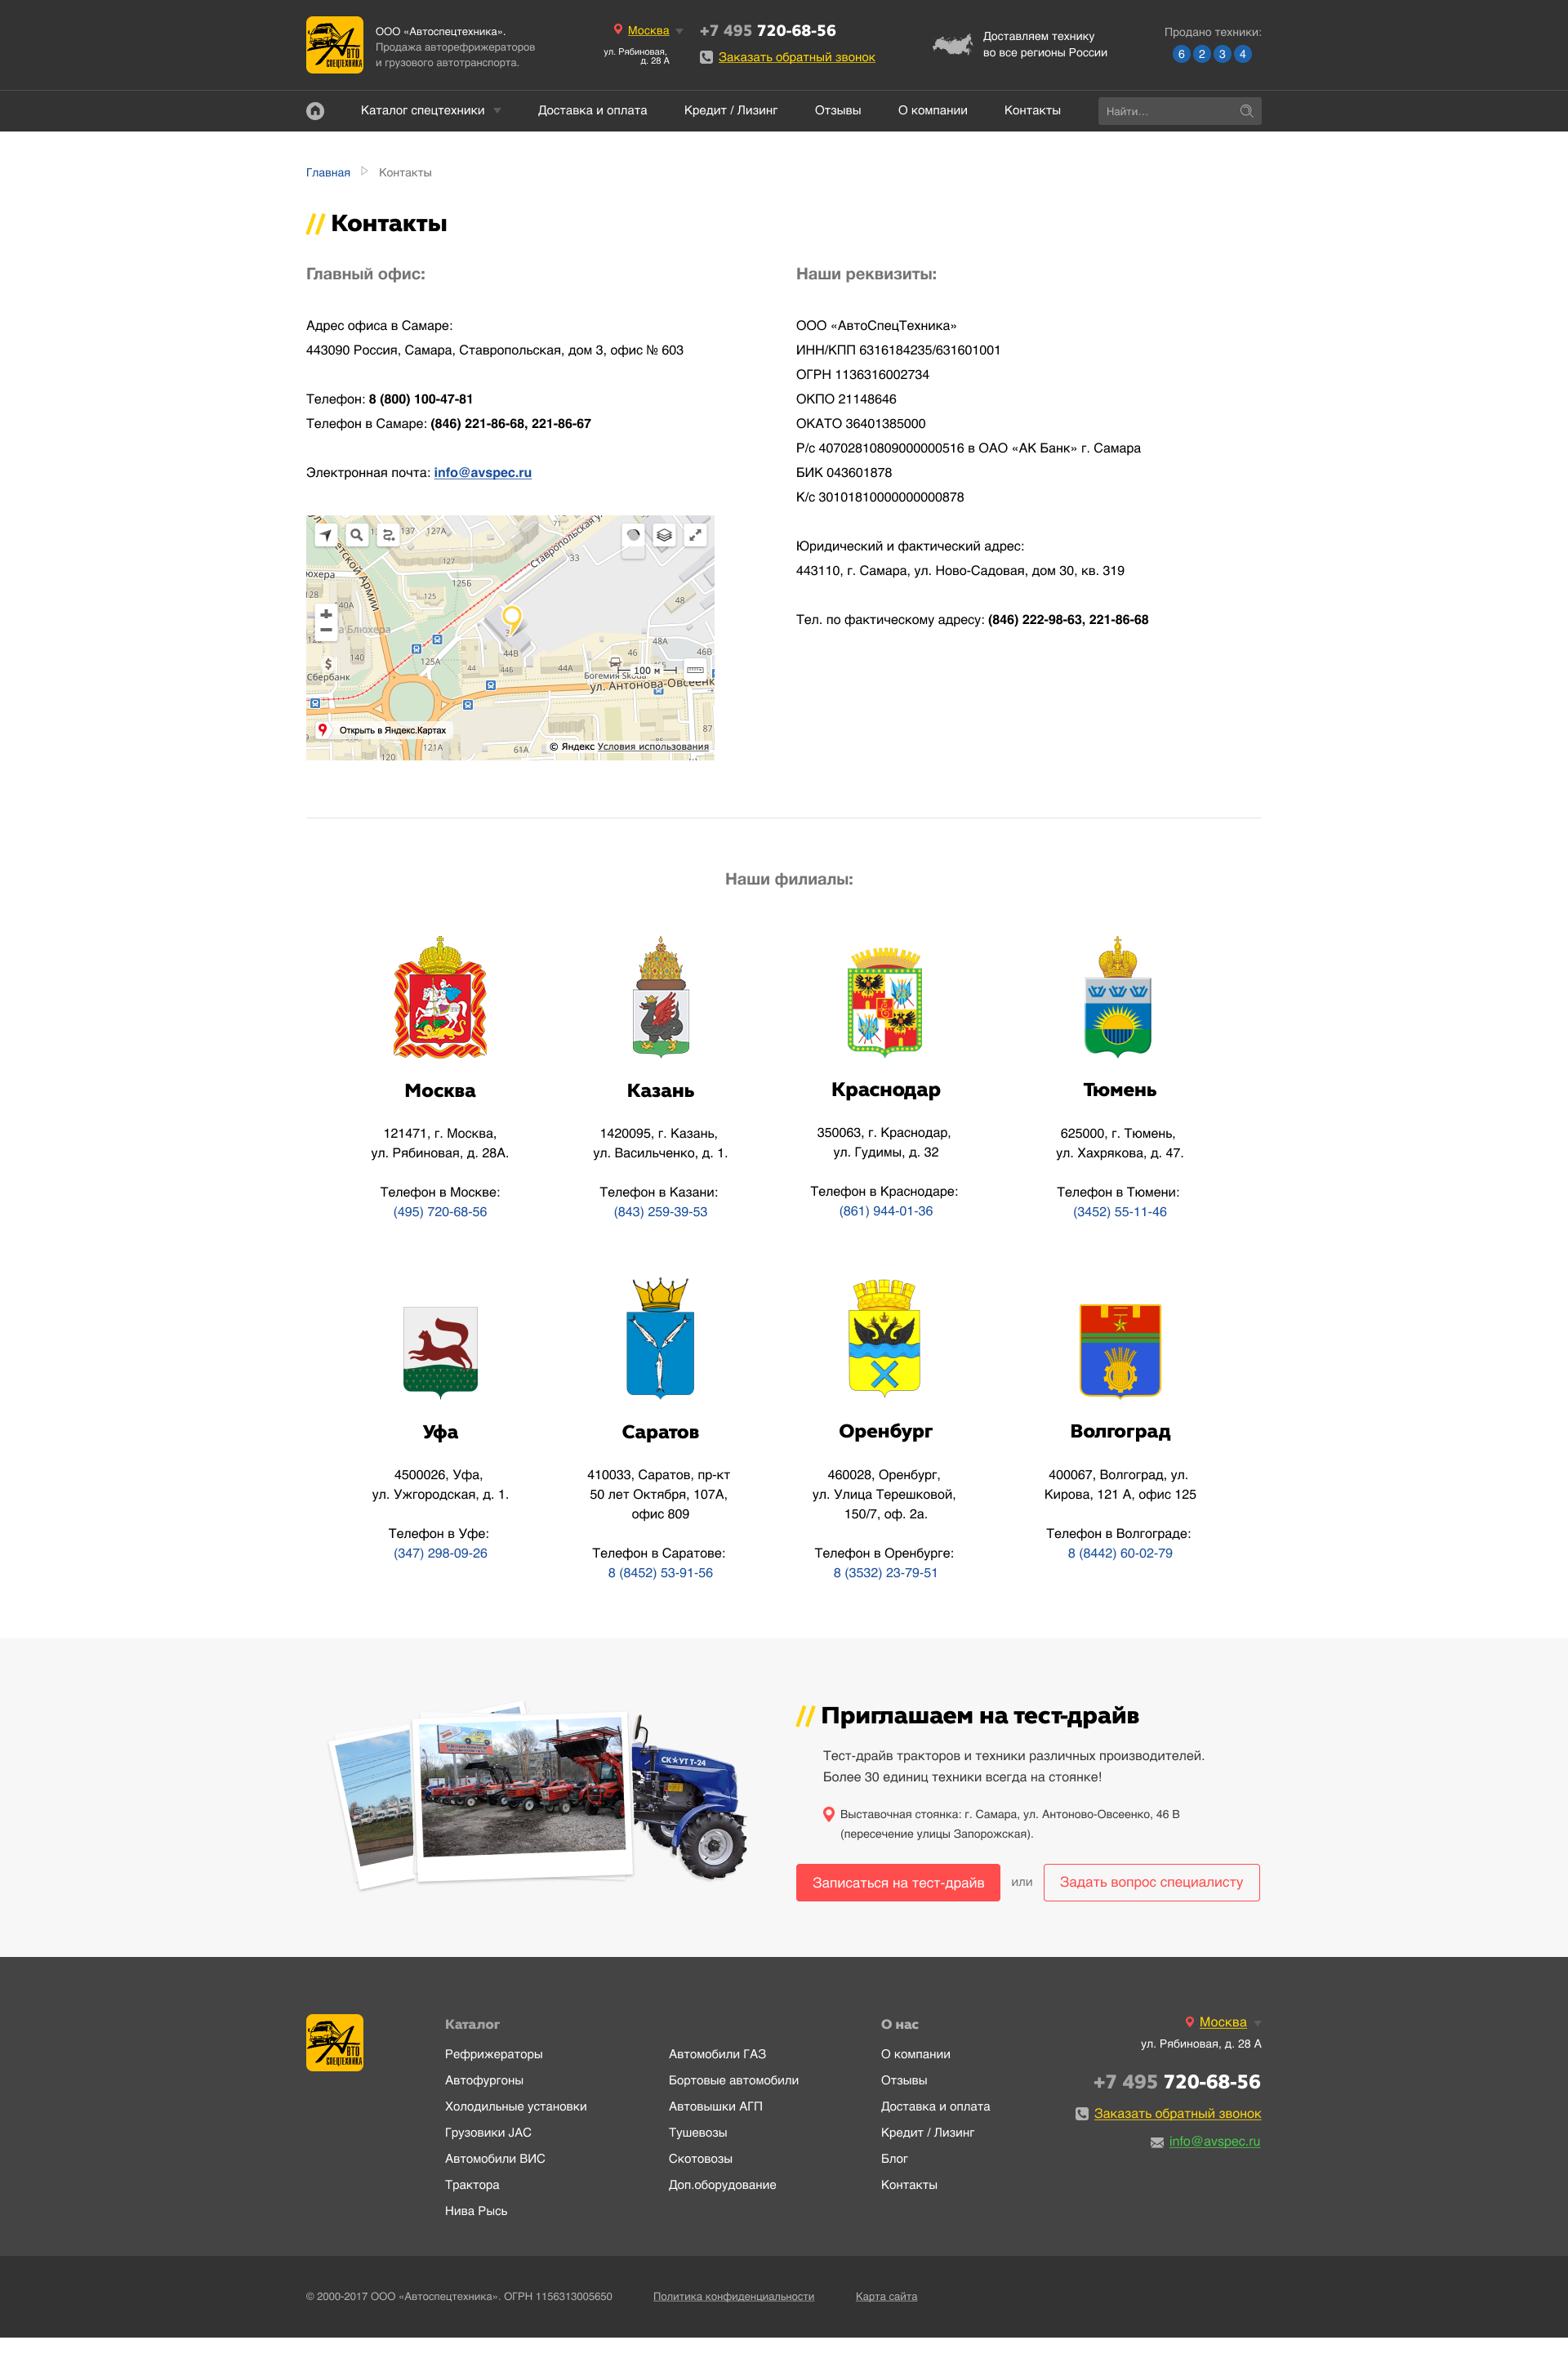 АВТО
СПЕЦТЕХНИКА
ООО «Автоспецтехника».
Продажа авторефрижераторов
и грузового автотранспорта.
Москва
ул. Рябиновая,
д. 28 А
+7 495 720-68-56
Заказать обратный звонок
Доставляем технику
во все регионы России
Продано техники:
6 2 3 4
Каталог спецтехники
Доставка и оплата
Кредит / Лизинг
Отзывы
О компании
Контакты
Найти...
Главная
Контакты
// Контакты
Главный офис:
Адрес офиса в Самаре:
443090 Россия, Самара, Ставропольская, дом 3, офис № 603
Телефон: 8 (800) 100-47-81
Телефон в Самаре: (846) 221-86-68, 221-86-67
Электронная почта: info@avspec.ru
137
127А
71
77
Ставропольская ул
етской Армии
33
127
125Б
125
юхера
128
140А
48
а Блюхера
48А
46В
44В
125А
140
44
44Б
44А
46
Сбербанк
Богемия Skoda
100 м
ул. Антонова-Овсеенк
87
Открыть в Яндекс.Картах
121А
120
61А
© Яндекс Условия использования
Наши реквизиты:
ООО «АвтоСпецТехника»
ИНН/КПП 6316184235/631601001
ОГРН 1136316002734
ОКПО 21148646
ОКАТО 36401385000
Р/с 40702810809000000516 в ОАО «АК Банк» г. Самара
БИК 043601878
К/с 30101810000000000878
Юридический и фактический адрес:
443110, г. Самара, ул. Ново-Садовая, дом 30, кв. 319
Тел. по фактическому адресу: (846) 222-98-63, 221-86-68
Наши филиалы:
Москва
121471, г. Москва,
ул. Рябиновая, д. 28А.
Телефон в Москве:
(495) 720-68-56
Казань
1420095, г. Казань,
ул. Васильченко, д. 1.
Телефон в Казани:
(843) 259-39-53
Краснодар
350063, г. Краснодар,
ул. Гудимы, д. 32
Телефон в Краснодаре:
(861) 944-01-36
Тюмень
625000, г. Тюмень,
ул. Хахрякова, д. 47.
Телефон в Тюмени:
(3452) 55-11-46
Уфа
4500026, Уфа,
ул. Ужгородская, д. 1.
Телефон в Уфе:
(347) 298-09-26
Саратов
410033, Саратов, пр-кт
50 лет Октября, 107А,
офис 809
Телефон в Саратове:
8 (8452) 53-91-56
Оренбург
460028, Оренбург,
ул. Улица Терешковой,
150/7, оф. 2а.
Телефон в Оренбурге:
8 (3532) 23-79-51
Волгоград
400067, Волгоград, ул.
Кирова, 121 А, офис 125
Телефон в Волгограде:
8 (8442) 60-02-79
СК★УТ Т-24
// Приглашаем на тест-драйв
Тест-драйв тракторов и техники различных производителей.
Более 30 единиц техники всегда на стоянке!
Выставочная стоянка: г. Самара, ул. Антоново-Овсеенко, 46 В
(пересечение улицы Запорожская).
Записаться на тест-драйв
или
Задать вопрос специалисту
АВТО
СПЕЦТЕХНИКА
Каталог
Рефрижераторы
Автофургоны
Холодильные установки
Грузовики JAC
Автомобили ВИС
Трактора
Нива Рысь
Автомобили ГАЗ
Бортовые автомобили
Автовышки АГП
Тушевозы
Скотовозы
Доп.оборудование
О нас
О компании
Отзывы
Доставка и оплата
Кредит / Лизинг
Блог
Контакты
Москва
ул. Рябиновая, д. 28 А
+7 495 720-68-56
Заказать обратный звонок
info@avspec.ru
© 2000-2017 ООО «Автоспецтехника». ОГРН 1156313005650
Политика конфиденциальности
Карта сайта